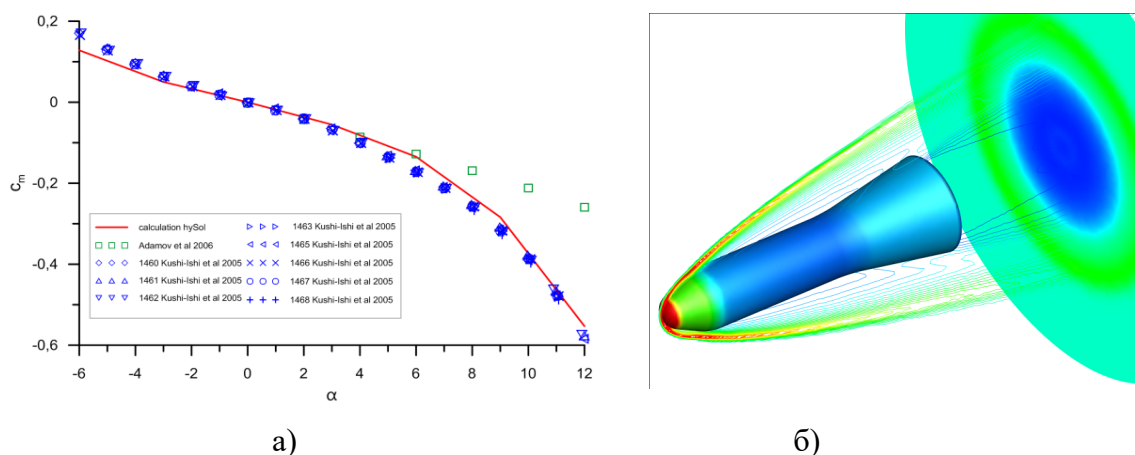 0,2
0
-0,2
-0,4
-0,6
c_m
-6 -4 -2 0 2 4 6 8 10 12
α
calculation hySol
Adamov et al 2006
1460 Kushi-Ishi et al 2005
1461 Kushi-Ishi et al 2005
1462 Kushi-Ishi et al 2005
1463 Kushi-Ishi et al 2005
1465 Kushi-Ishi et al 2005
1466 Kushi-Ishi et al 2005
1467 Kushi-Ishi et al 2005
1468 Kushi-Ishi et al 2005
а)
б)